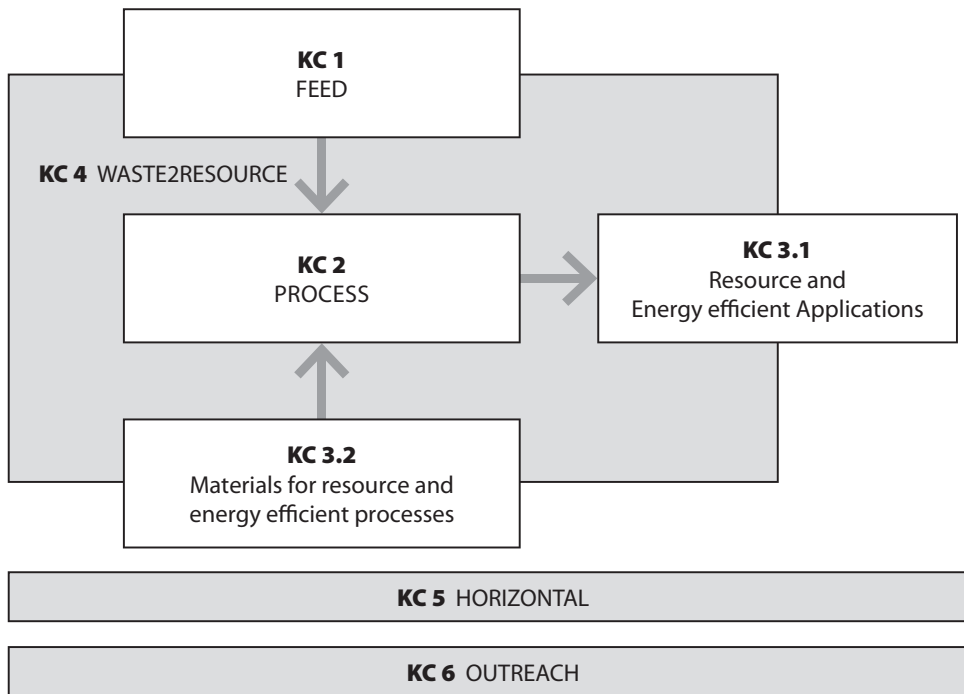 KC 1
FEED
KC 4 WASTE2RESOURCE
KC 2
PROCESS
KC 3.1
Resource and
Energy efficient Applications
KC 3.2
Materials for resource and
energy efficient processes
KC 5 HORIZONTAL
KC 6 OUTREACH